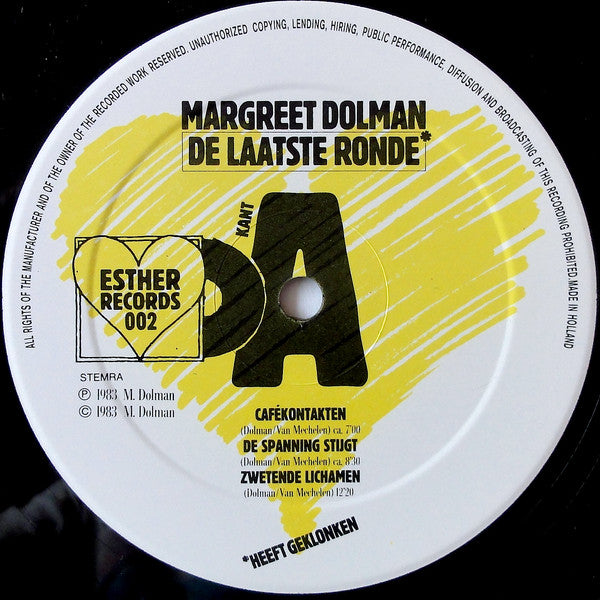 ALL RIGHTS OF THE MANUFACTURER AND OF THE OWNER OF THE RECORDED WORK RESERVED. UNAUTHORIZED COPYING, LENDING, HIRING, PUBLIC PERFORMANCE, DIFFUSION AND BROADCASTING OF THIS RECORDING PROHIBITED. MADE IN HOLLAND
MARGREET DOLMAN
DE LAATSTE RONDE*
KANT
A
ESTHER
RECORDS
002
STEMRA
Ⓟ 1983 M. Dolman
© 1983 M. Dolman
CAFÉKONTAKTEN
(Dolman/Van Mechelen) ca. 7'00
DE SPANNING STIJGT
(Dolman/Van Mechelen) ca. 8'30
ZWETENDE LICHAMEN
(Dolman/Van Mechelen) 12'20
*HEEFT GEKLONKEN